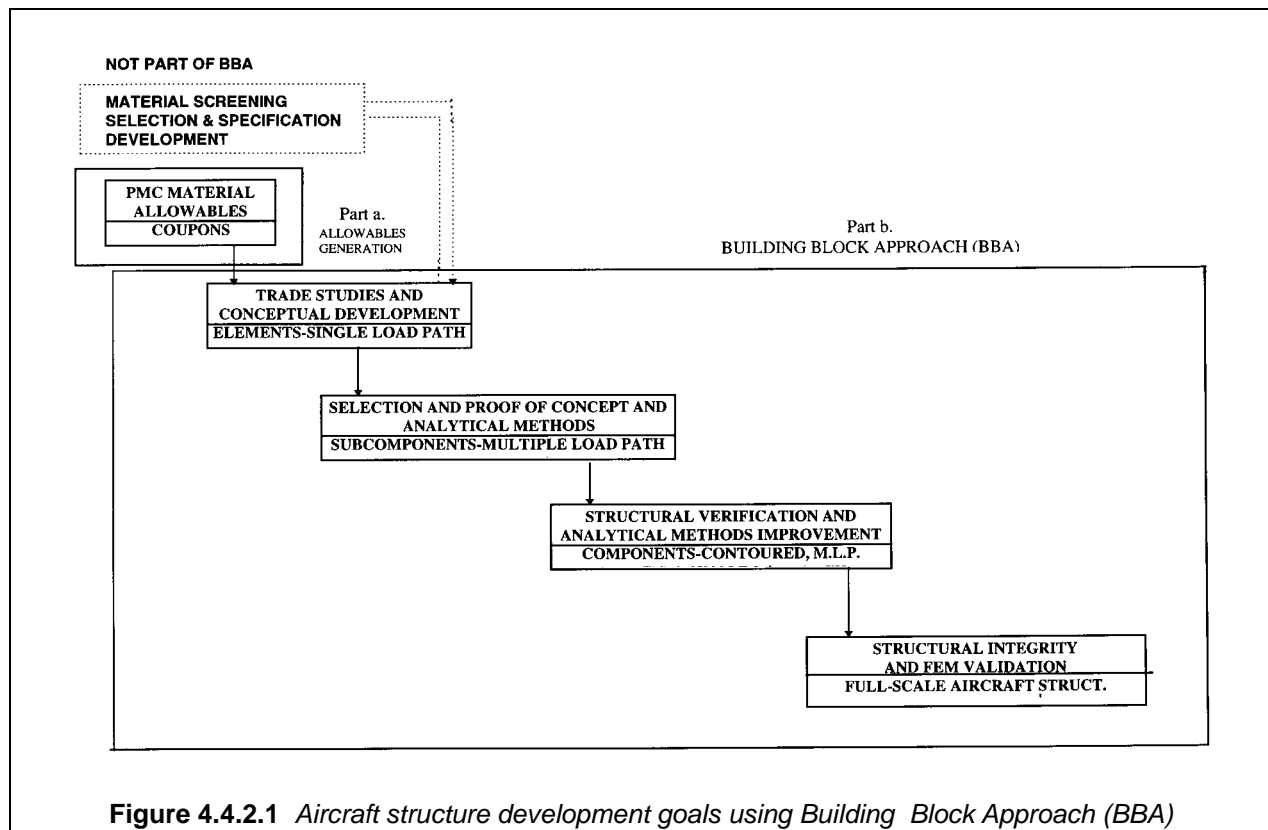 NOT PART OF BBA
MATERIAL SCREENING
SELECTION & SPECIFICATION
DEVELOPMENT
PMC MATERIAL
ALLOWABLES
COUPONS
Part a.
ALLOWABLES
GENERATION
Part b.
BUILDING BLOCK APPROACH (BBA)
TRADE STUDIES AND
CONCEPTUAL DEVELOPMENT
ELEMENTS-SINGLE LOAD PATH
SELECTION AND PROOF OF CONCEPT AND
ANALYTICAL METHODS
SUBCOMPONENTS-MULTIPLE LOAD PATH
STRUCTURAL VERIFICATION AND
ANALYTICAL METHODS IMPROVEMENT
COMPONENTS-CONTOURED, M.L.P.
STRUCTURAL INTEGRITY
AND FEM VALIDATION
FULL-SCALE AIRCRAFT STRUCT.
Figure 4.4.2.1 Aircraft structure development goals using Building Block Approach (BBA)